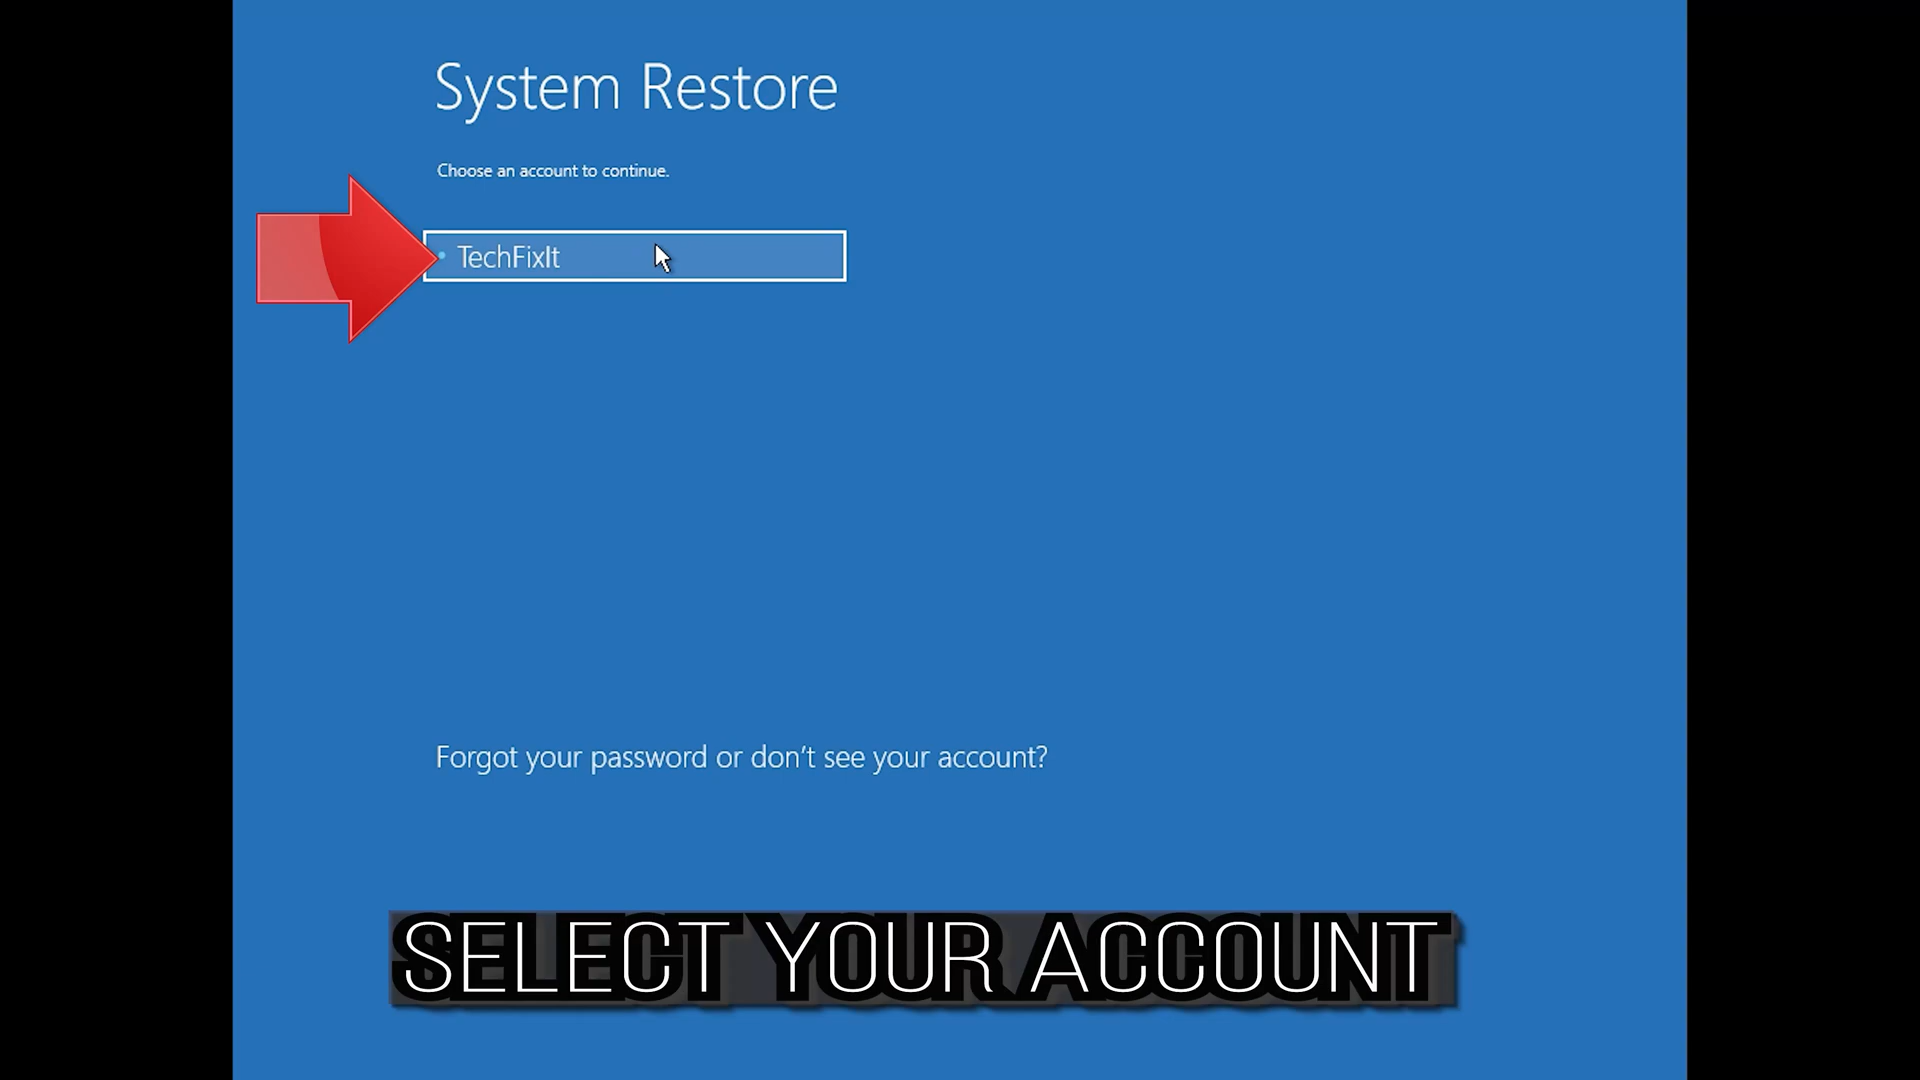 System Restore
Choose an account to continue.
TechFixIt
Forgot your password or don't see your account?
SELECT YOUR ACCOUNT